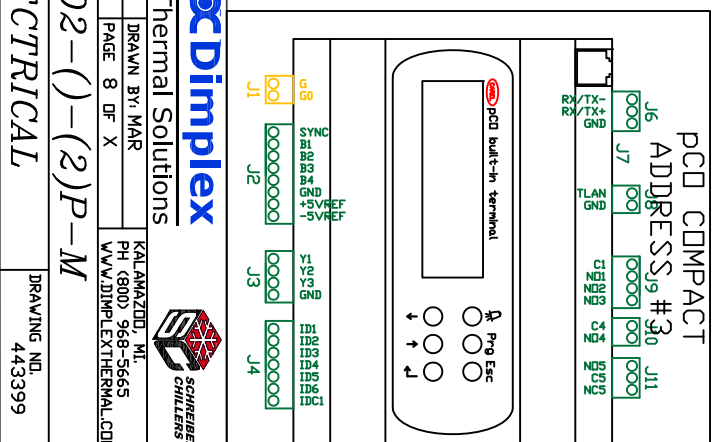 pCO COMPACT
ADDRESS #3
J6
RX/TX-
RX/TX+
GND
J7
J8
TLAN
GND
J9
C1
NO1
NO2
NO3
J10
C4
NO4
J11
NO5
C5
NC5
CAREL
pCO built-in terminal
Prg
Esc
J1
G
G0
J2
SYNC
B1
B2
B3
B4
GND
+5VREF
-5VREF
J3
Y1
Y2
Y3
GND
J4
ID1
ID2
ID3
ID4
ID5
ID6
IDC1
Dimplex
Thermal Solutions
SCHREIBER
CHILLERS
DRAWN BY: MAR
PAGE 8 OF X
KALAMAZOO, MI.
PH (800) 968-5665
WWW.DIMPLEXTHERMAL.CO
02-()-(2)P-M
CTRICAL
DRAWING NO.
443399